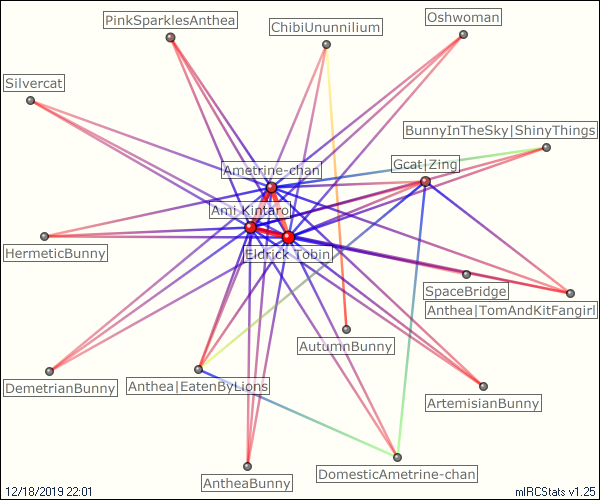 PinkSparklesAnthea
ChibiUnunnilium
Oshwoman
Silvercat
BunnyInTheSky|ShinyThings
Ametrine-chan
Gcat|Zing
Ami Kintaro
HermeticBunny
Eldrick Tobin
SpaceBridge
Anthea|TomAndKitFangirl
AutumnBunny
DemetrianBunny
Anthea|EatenByLions
ArtemisianBunny
AntheaBunny
DomesticAmetrine-chan
12/18/2019 22:01
mIRCStats v1.25